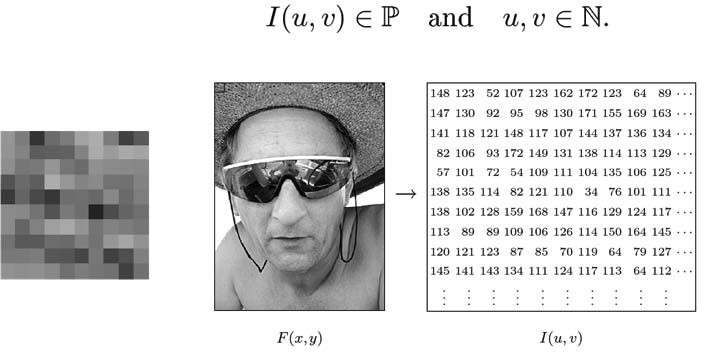 I(u, v) ∈ ℙ and u, v ∈ ℕ.
148 123 52 107 123 162 172 123 64 89 ···
147 130 92 95 98 130 171 155 169 163 ···
141 118 121 148 117 107 144 137 136 134 ···
82 106 93 172 149 131 138 114 113 129 ···
57 101 72 54 109 111 104 135 106 125 ···
138 135 114 82 121 110 34 76 101 111 ···
138 102 128 159 168 147 116 129 124 117 ···
113 89 89 109 106 126 114 150 164 145 ···
120 121 123 87 85 70 119 64 79 127 ···
145 141 143 134 111 124 117 113 64 112 ···
⋮ ⋮ ⋮ ⋮ ⋮ ⋮ ⋮ ⋮ ⋮
→
F(x, y)
I(u, v)